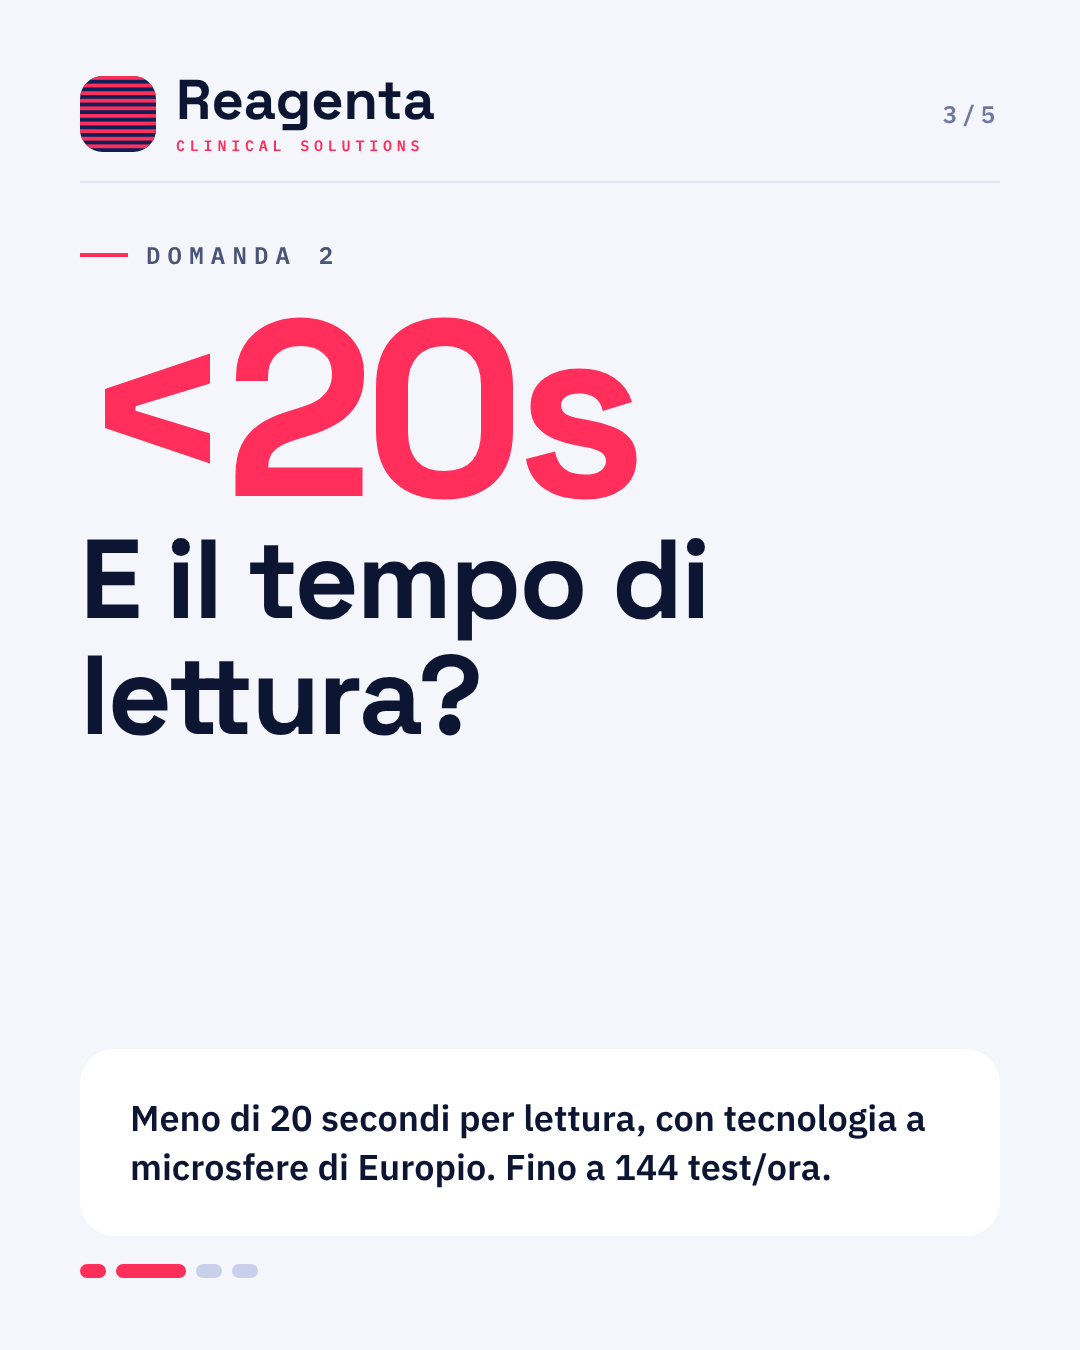 Reagenta
CLINICAL SOLUTIONS
3/5
DOMANDA 2
<20s
E il tempo di
lettura?
Meno di 20 secondi per lettura, con tecnologia a
microsfere di Europio. Fino a 144 test/ora.